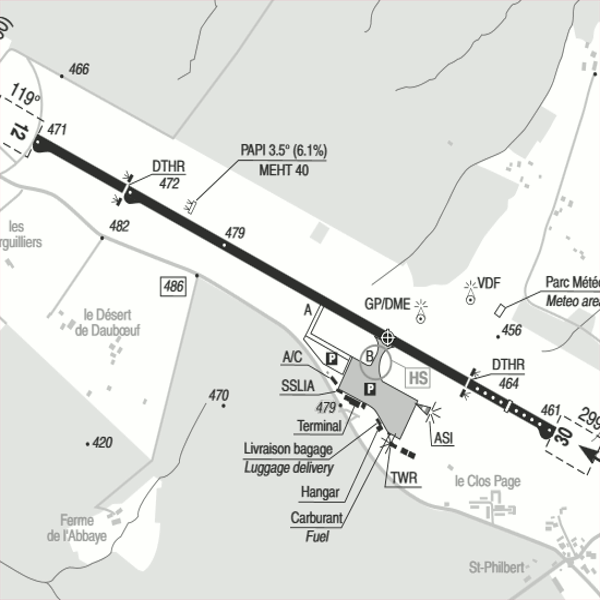 466
119°
12
471
DTHR
472
PAPI 3.5° (6.1%)
MEHT 40
482
479
les
rguilliers
486
le Désert
de Daubœuf
A
GP/DME
VDF
Parc Météo
Meteo area
456
B
HS
DTHR
464
A/C
P
P
SSLIA
479
470
461
30
299
420
Terminal
ASI
Livraison bagage
Luggage delivery
TWR
Hangar
le Clos Page
Carburant
Fuel
Ferme
de l'Abbaye
St-Philbert